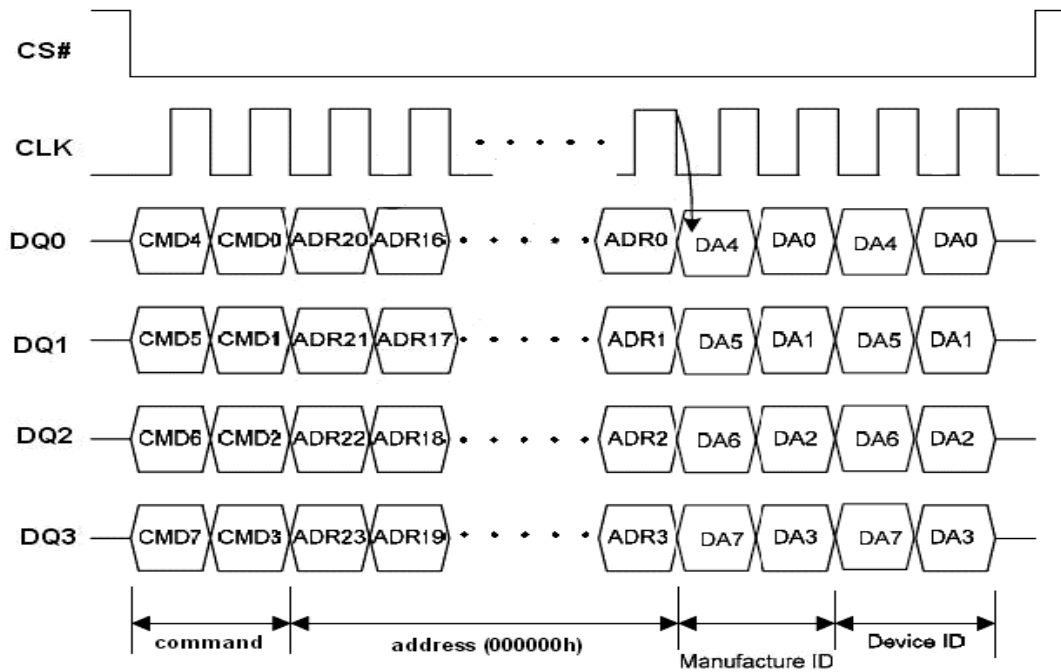 CS#
CLK
DQ0 CMD4 CMD0 ADR20 ADR16 ADR0 DA4 DA0 DA4 DA0
DQ1 CMD5 CMD1 ADR21 ADR17 ADR1 DA5 DA1 DA5 DA1
DQ2 CMD6 CMD2 ADR22 ADR18 ADR2 DA6 DA2 DA6 DA2
DQ3 CMD7 CMD3 ADR23 ADR19 ADR3 DA7 DA3 DA7 DA3
command address (000000h) Manufacture ID Device ID